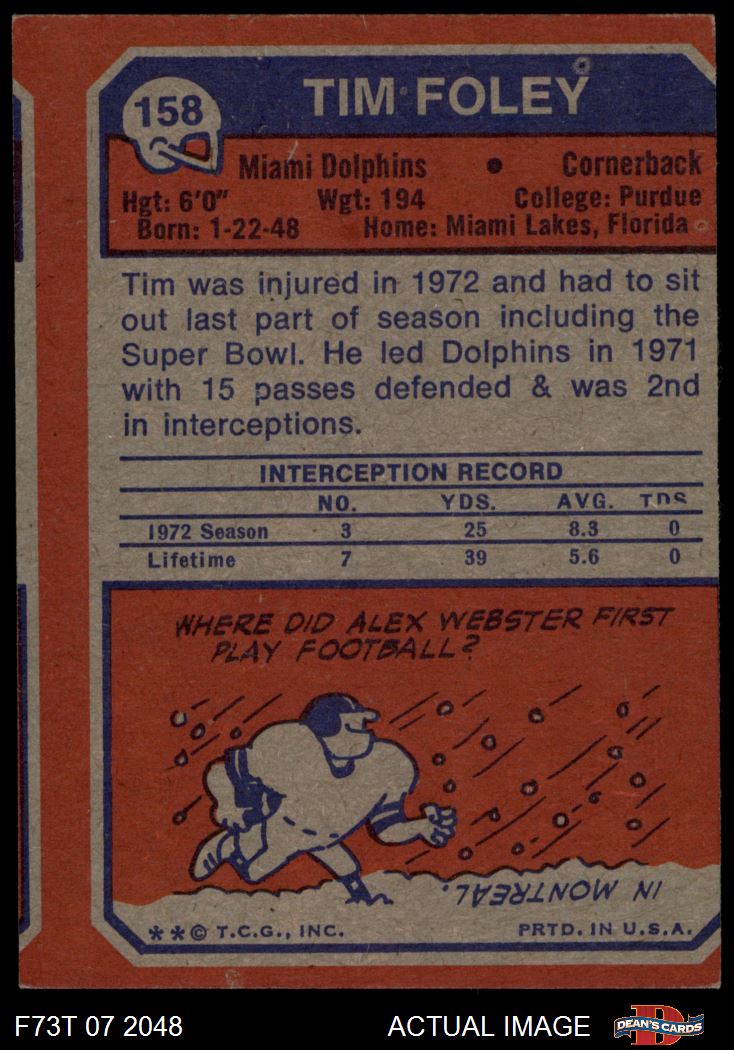 158
TIM FOLEY
Miami Dolphins • Cornerback
Hgt: 6'0" Wgt: 194 College: Purdue
Born: 1-22-48 Home: Miami Lakes, Florida
Tim was injured in 1972 and had to sit
out last part of season including the
Super Bowl. He led Dolphins in 1971
with 15 passes defended & was 2nd
in interceptions.
INTERCEPTION RECORD
NO. YDS. AVG. TDS
1972 Season 3 25 8.3 0
Lifetime 7 39 5.6 0
WHERE DID ALEX WEBSTER FIRST
PLAY FOOTBALL?
IN MONTREAL.
**© T.C.G., INC. PRTD. IN U.S.A.
F73T 07 2048 ACTUAL IMAGE
D
DEAN'S CARDS